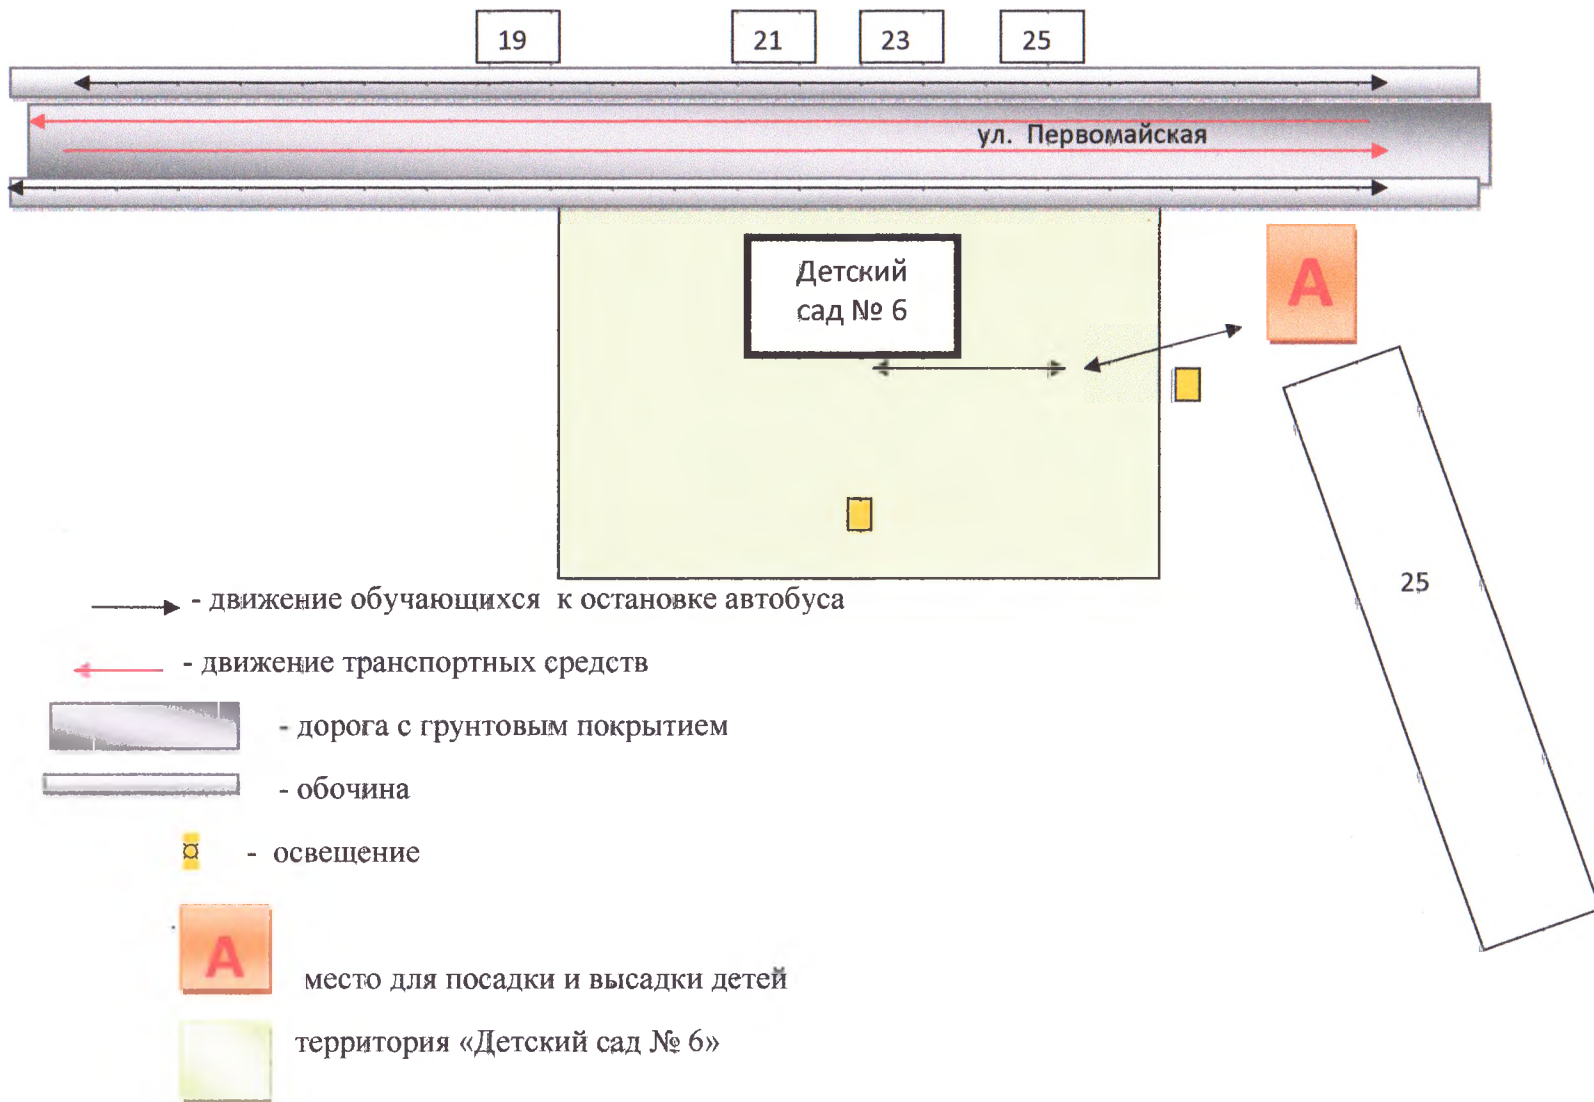 19
21
23
25
ул. Первомайская
Детский
сад № 6
А
25
- движение обучающихся к остановке автобуса
- движение транспортных средств
- дорога с грунтовым покрытием
- обочина
- освещение
А
место для посадки и высадки детей
территория «Детский сад № 6»